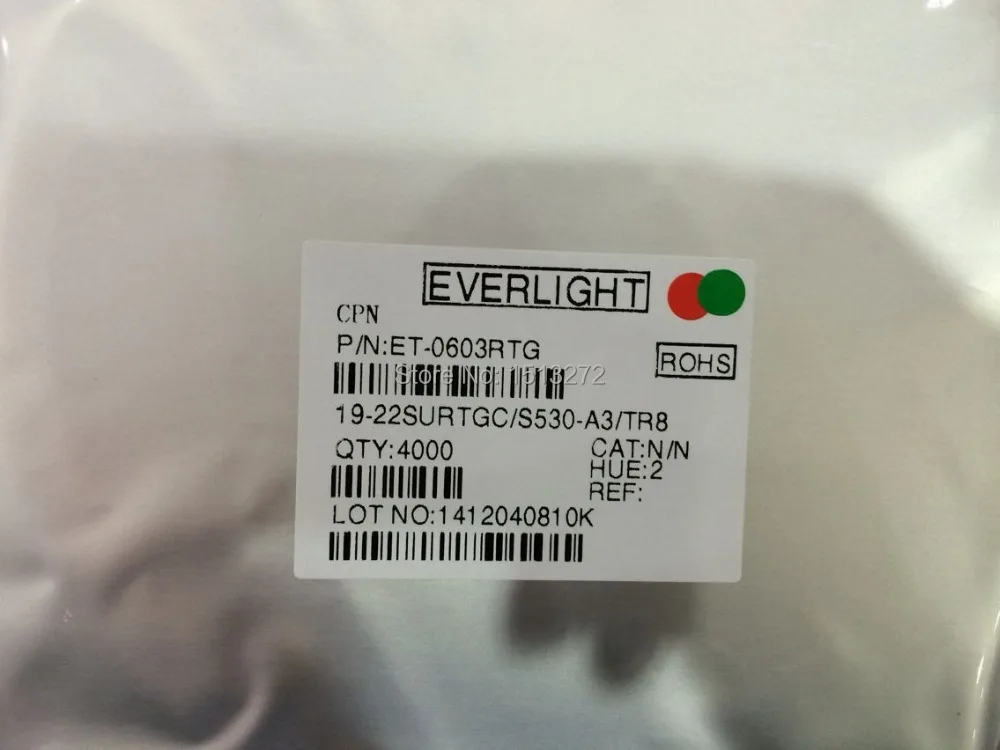 EVERLIGHT
CPN
P/N:ET-0603RTG
ROHS
Store No: 1513272
19-22SURTGC/S530-A3/TR8
QTY:4000
CAT:N/N
HUE:2
REF:
LOT NO:1412040810K